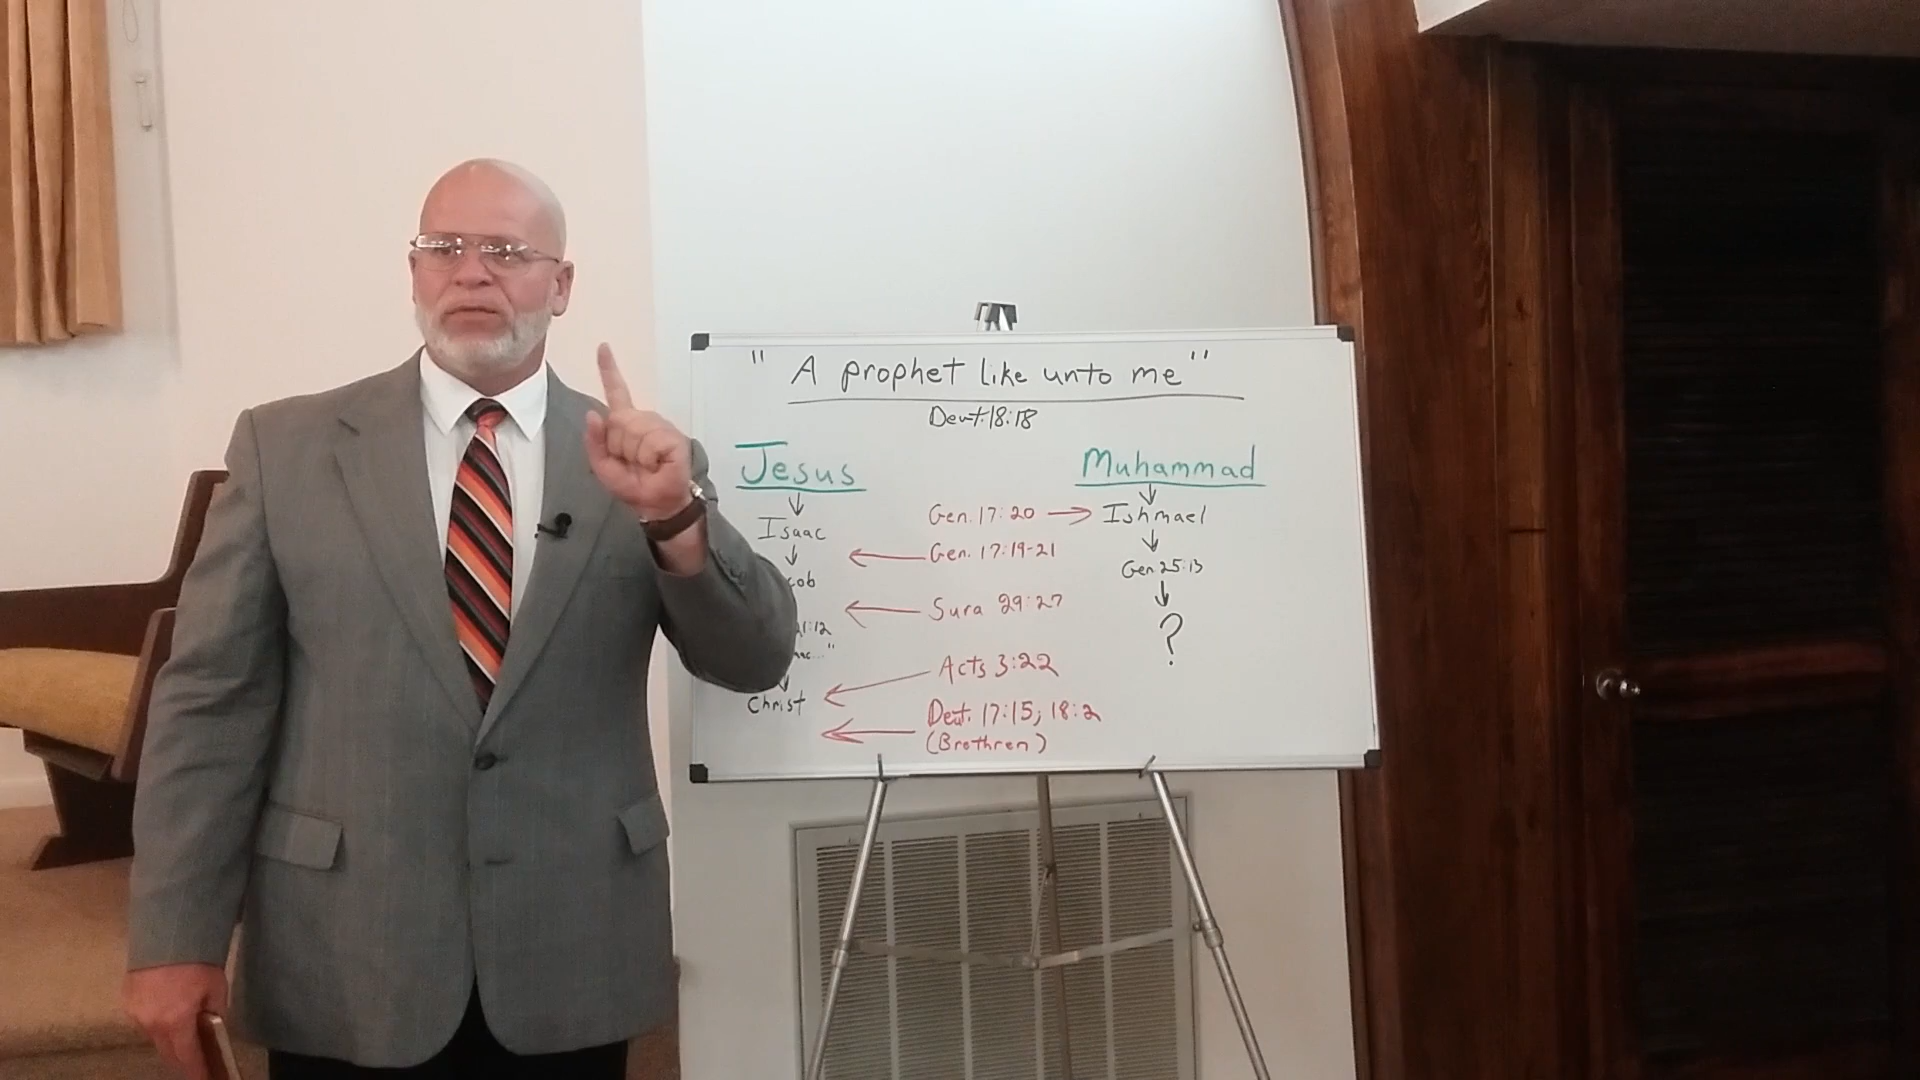 " A prophet like unto me "
Deut. 18:18
Jesus
Muhammad
Isaac
Gen. 17:20
Ishmael
Gen. 17:19-21
Gen. 25:13
Sura 29:27
?
Acts 3:22
Christ
Deut. 17:15; 18:2
(Brethren)